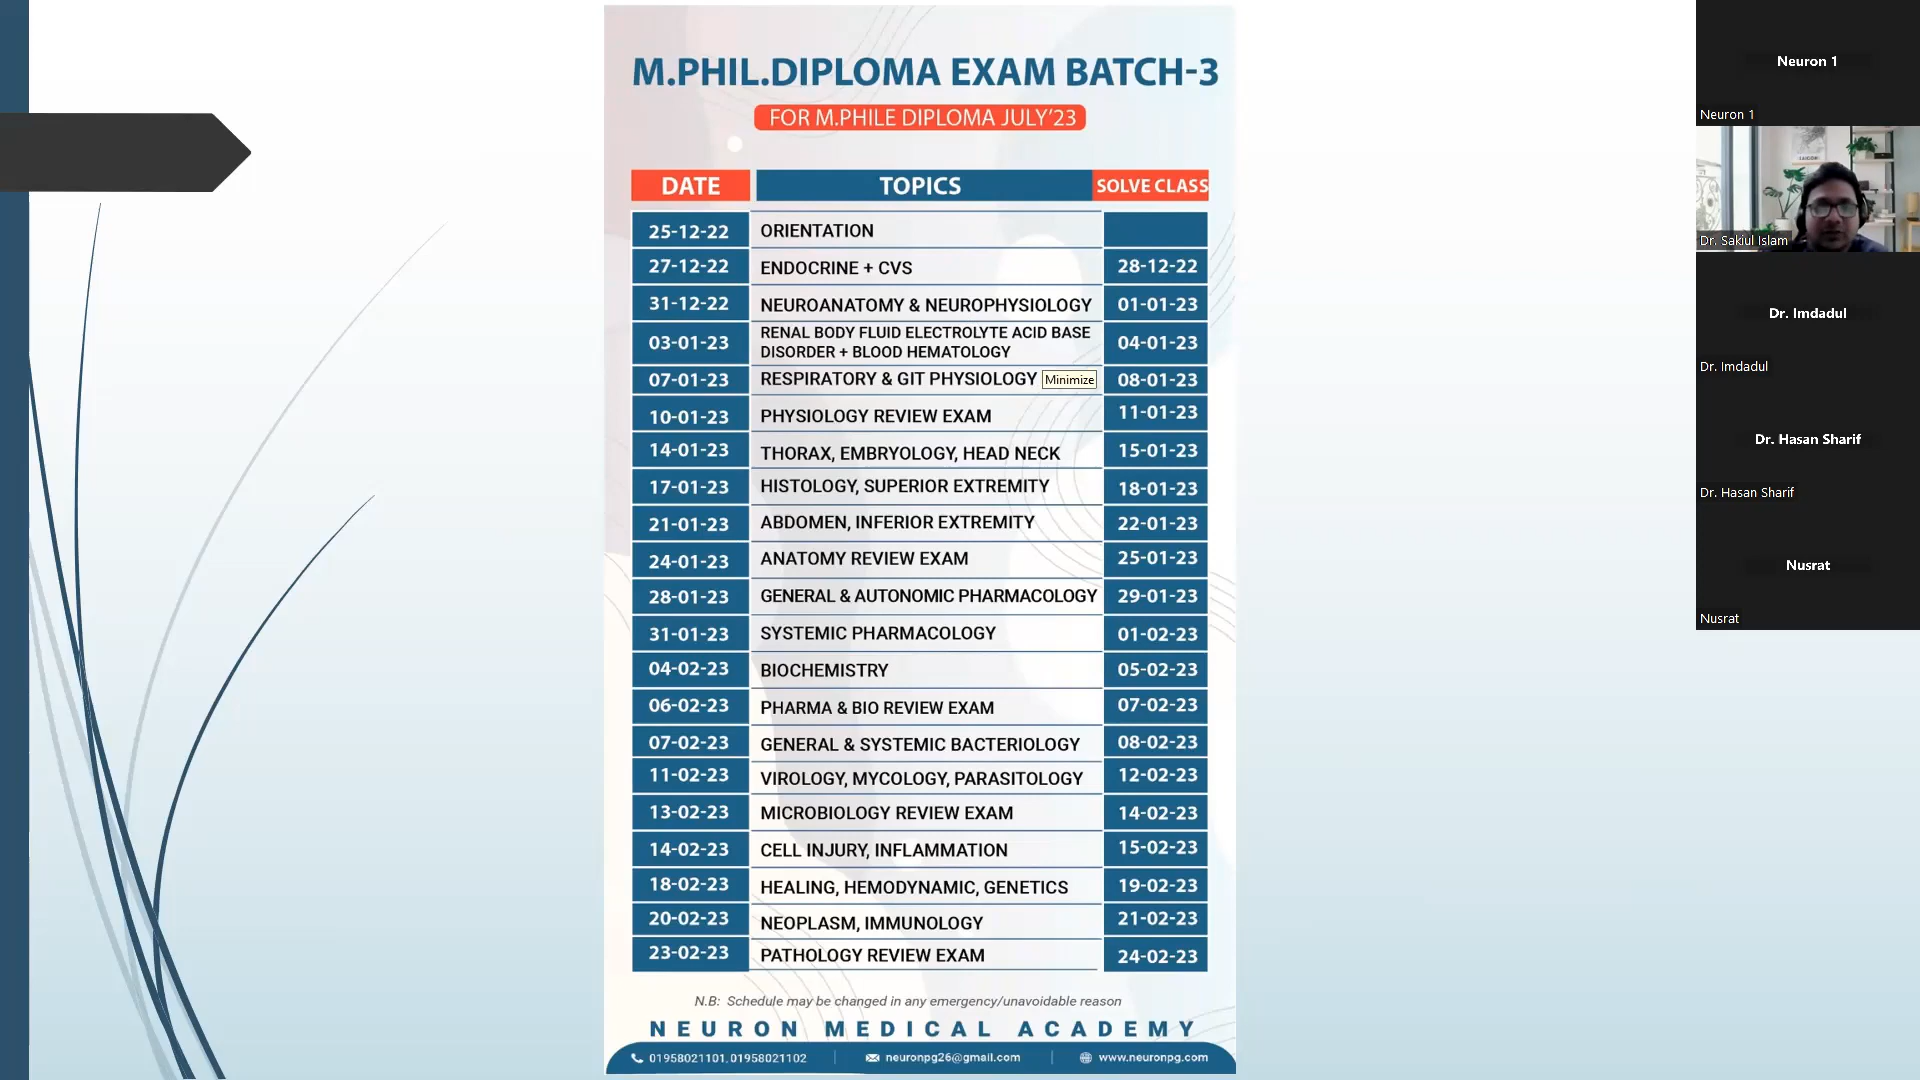 M.PHIL.DIPLOMA EXAM BATCH-3
FOR M.PHILE DIPLOMA JULY'23
DATE TOPICS SOLVE CLASS
25-12-22 ORIENTATION
27-12-22 ENDOCRINE + CVS 28-12-22
31-12-22 NEUROANATOMY & NEUROPHYSIOLOGY 01-01-23
03-01-23 RENAL BODY FLUID ELECTROLYTE ACID BASE
DISORDER + BLOOD HEMATOLOGY 04-01-23
07-01-23 RESPIRATORY & GIT PHYSIOLOGY Minimize 08-01-23
10-01-23 PHYSIOLOGY REVIEW EXAM 11-01-23
14-01-23 THORAX, EMBRYOLOGY, HEAD NECK 15-01-23
17-01-23 HISTOLOGY, SUPERIOR EXTREMITY 18-01-23
21-01-23 ABDOMEN, INFERIOR EXTREMITY 22-01-23
24-01-23 ANATOMY REVIEW EXAM 25-01-23
28-01-23 GENERAL & AUTONOMIC PHARMACOLOGY 29-01-23
31-01-23 SYSTEMIC PHARMACOLOGY 01-02-23
04-02-23 BIOCHEMISTRY 05-02-23
06-02-23 PHARMA & BIO REVIEW EXAM 07-02-23
07-02-23 GENERAL & SYSTEMIC BACTERIOLOGY 08-02-23
11-02-23 VIROLOGY, MYCOLOGY, PARASITOLOGY 12-02-23
13-02-23 MICROBIOLOGY REVIEW EXAM 14-02-23
14-02-23 CELL INJURY, INFLAMMATION 15-02-23
18-02-23 HEALING, HEMODYNAMIC, GENETICS 19-02-23
20-02-23 NEOPLASM, IMMUNOLOGY 21-02-23
23-02-23 PATHOLOGY REVIEW EXAM 24-02-23
N.B: Schedule may be changed in any emergency/unavoidable reason
NEURON MEDICAL ACADEMY
01958021101, 01958021102 neuronpg26@gmail.com www.neuronpg.com
Neuron 1
Neuron 1
Dr. Sakiul Islam
Dr. Imdadul
Dr. Imdadul
Dr. Hasan Sharif
Dr. Hasan Sharif
Nusrat
Nusrat